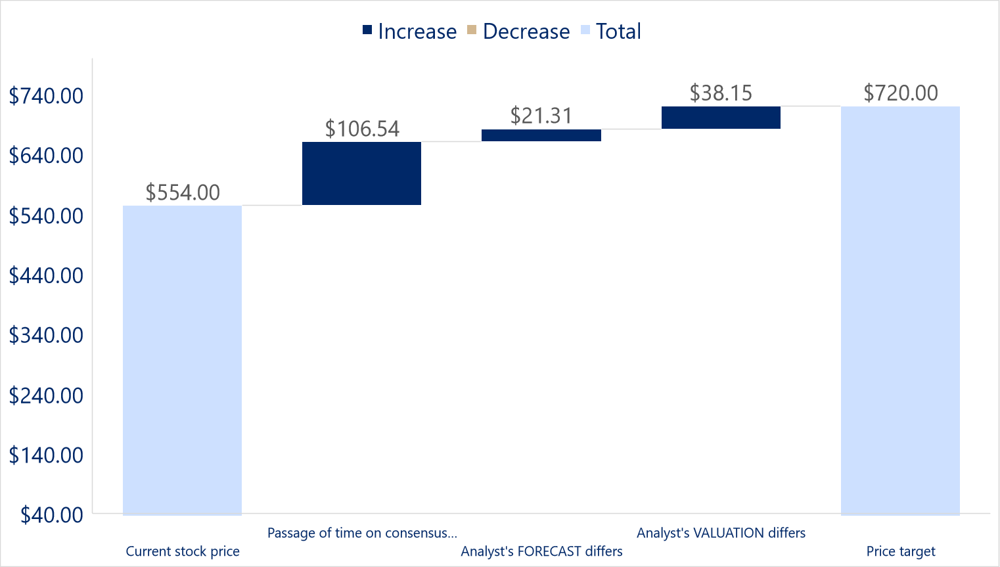 Increase Decrease Total
$740.00
$640.00
$540.00
$440.00
$340.00
$240.00
$140.00
$40.00
$554.00
$106.54
$21.31
$38.15
$720.00
Current stock price
Passage of time on consensus...
Analyst's FORECAST differs
Analyst's VALUATION differs
Price target